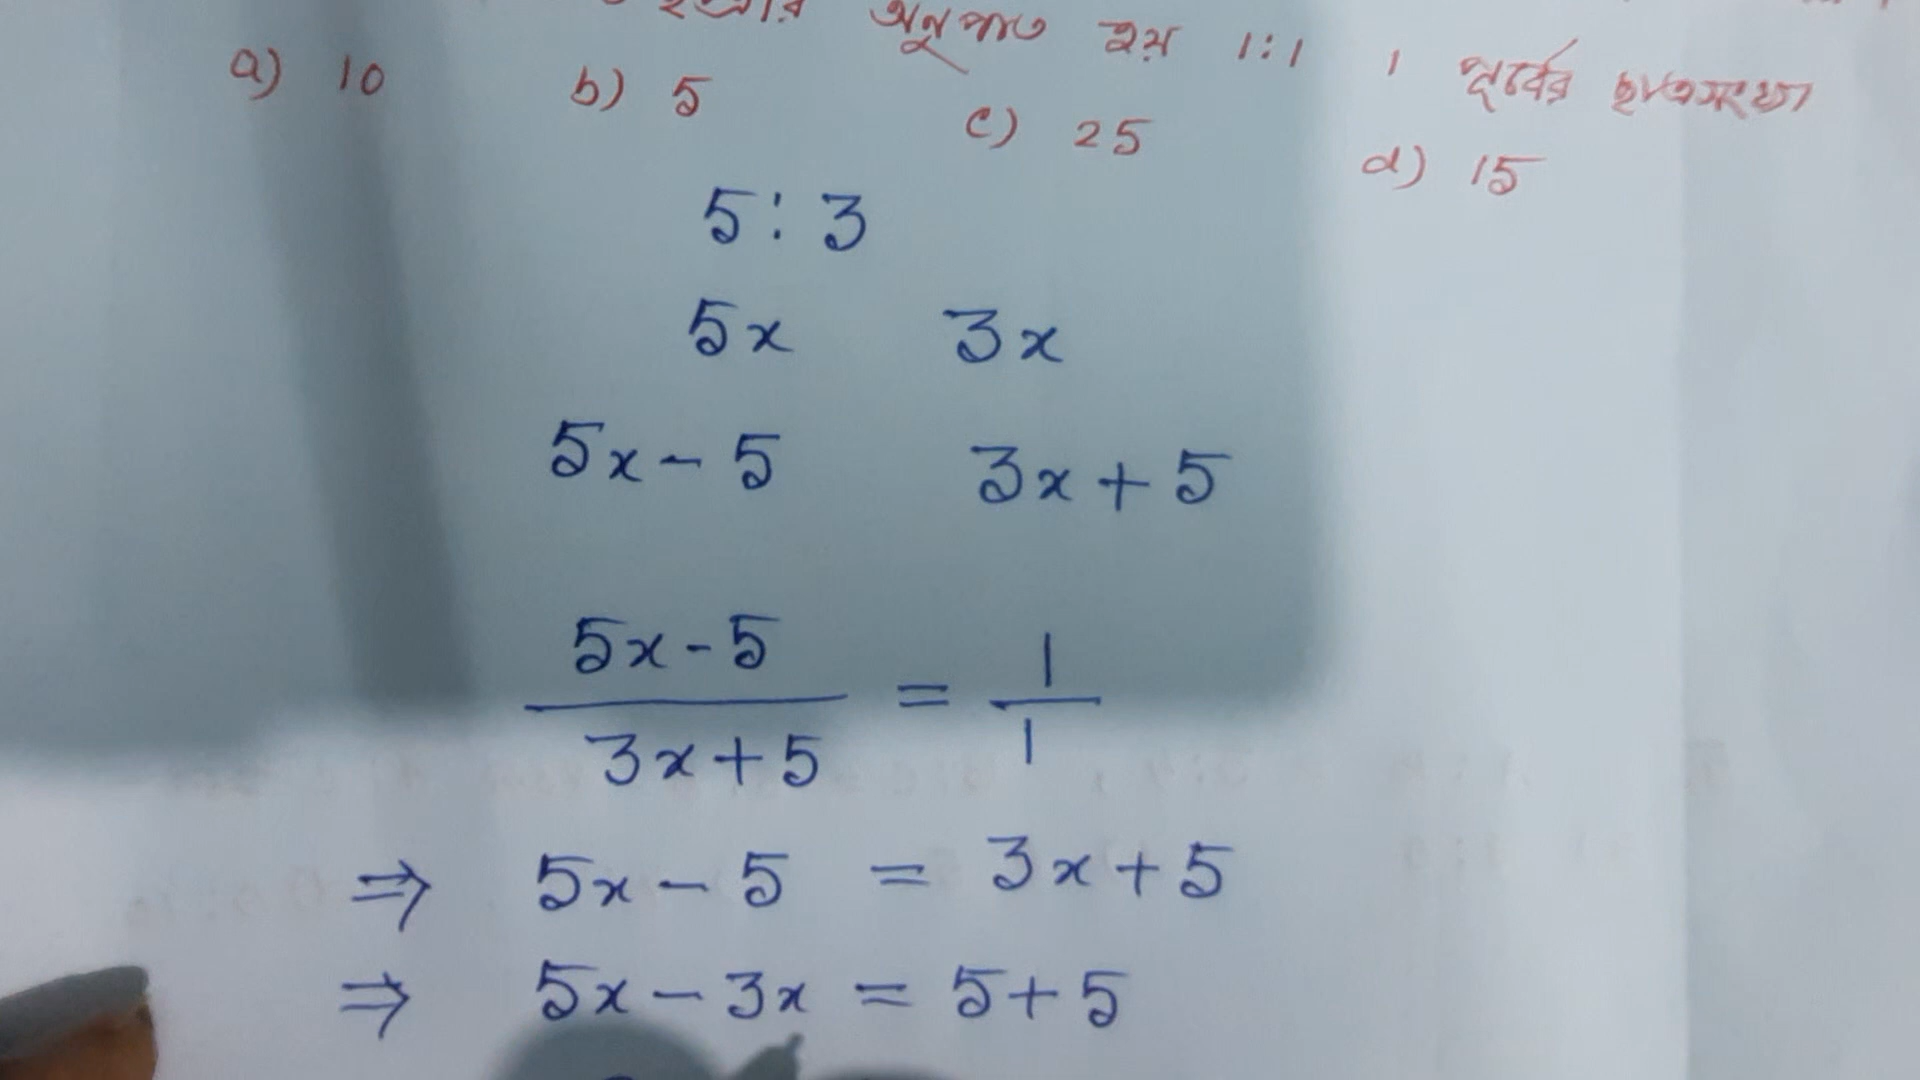 অনুপাত হয় 1:1 । পূর্বের ছাত্রসংখ্যা
a) 10 b) 5 c) 25 d) 15
5:3
5x 3x
5x-5 3x+5
5x-5 / 3x+5 = 1/1
⇒ 5x-5 = 3x+5
⇒ 5x-3x = 5+5